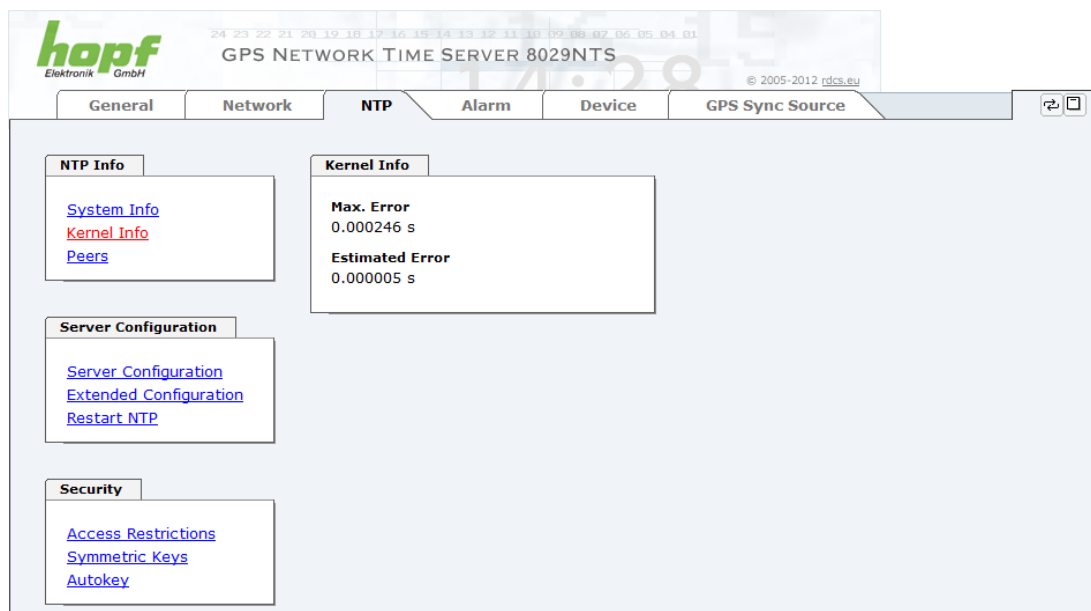 hopf
Elektronik GmbH
24 23 22 21 20 19 18 17 16 15 14 13 12 11 10 09 08 07 06 05 04 01
GPS NETWORK TIME SERVER 8029NTS
14:28
© 2005-2012 rdcs.eu
General Network NTP Alarm Device GPS Sync Source
NTP Info
System Info
Kernel Info
Peers
Kernel Info
Max. Error
0.000246 s
Estimated Error
0.000005 s
Server Configuration
Server Configuration
Extended Configuration
Restart NTP
Security
Access Restrictions
Symmetric Keys
Autokey